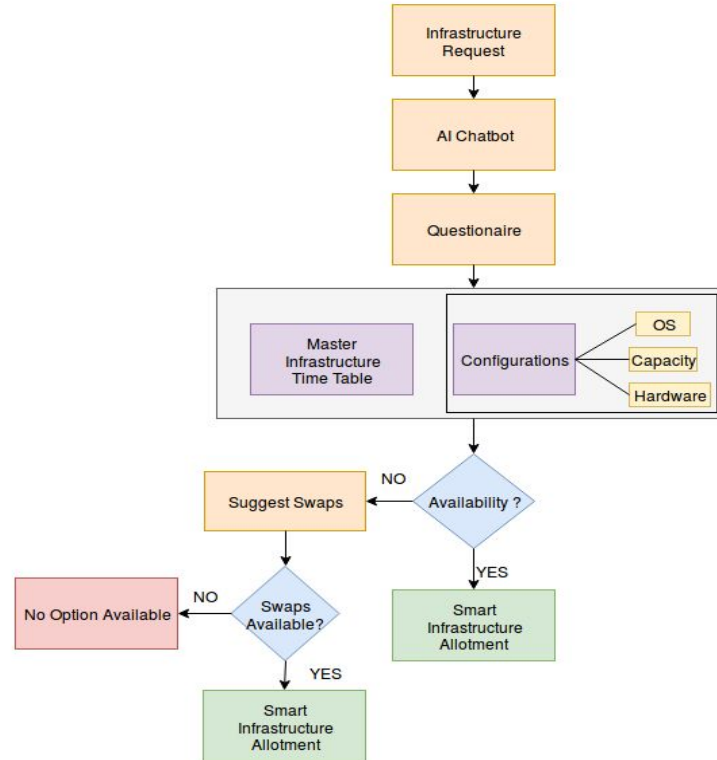 Infrastructure
Request
AI Chatbot
Questionaire
Master
Infrastructure
Time Table
Configurations
OS
Capacity
Hardware
Availability ?
NO
Suggest Swaps
YES
Smart
Infrastructure
Allotment
Swaps
Available?
NO
No Option Available
YES
Smart
Infrastructure
Allotment